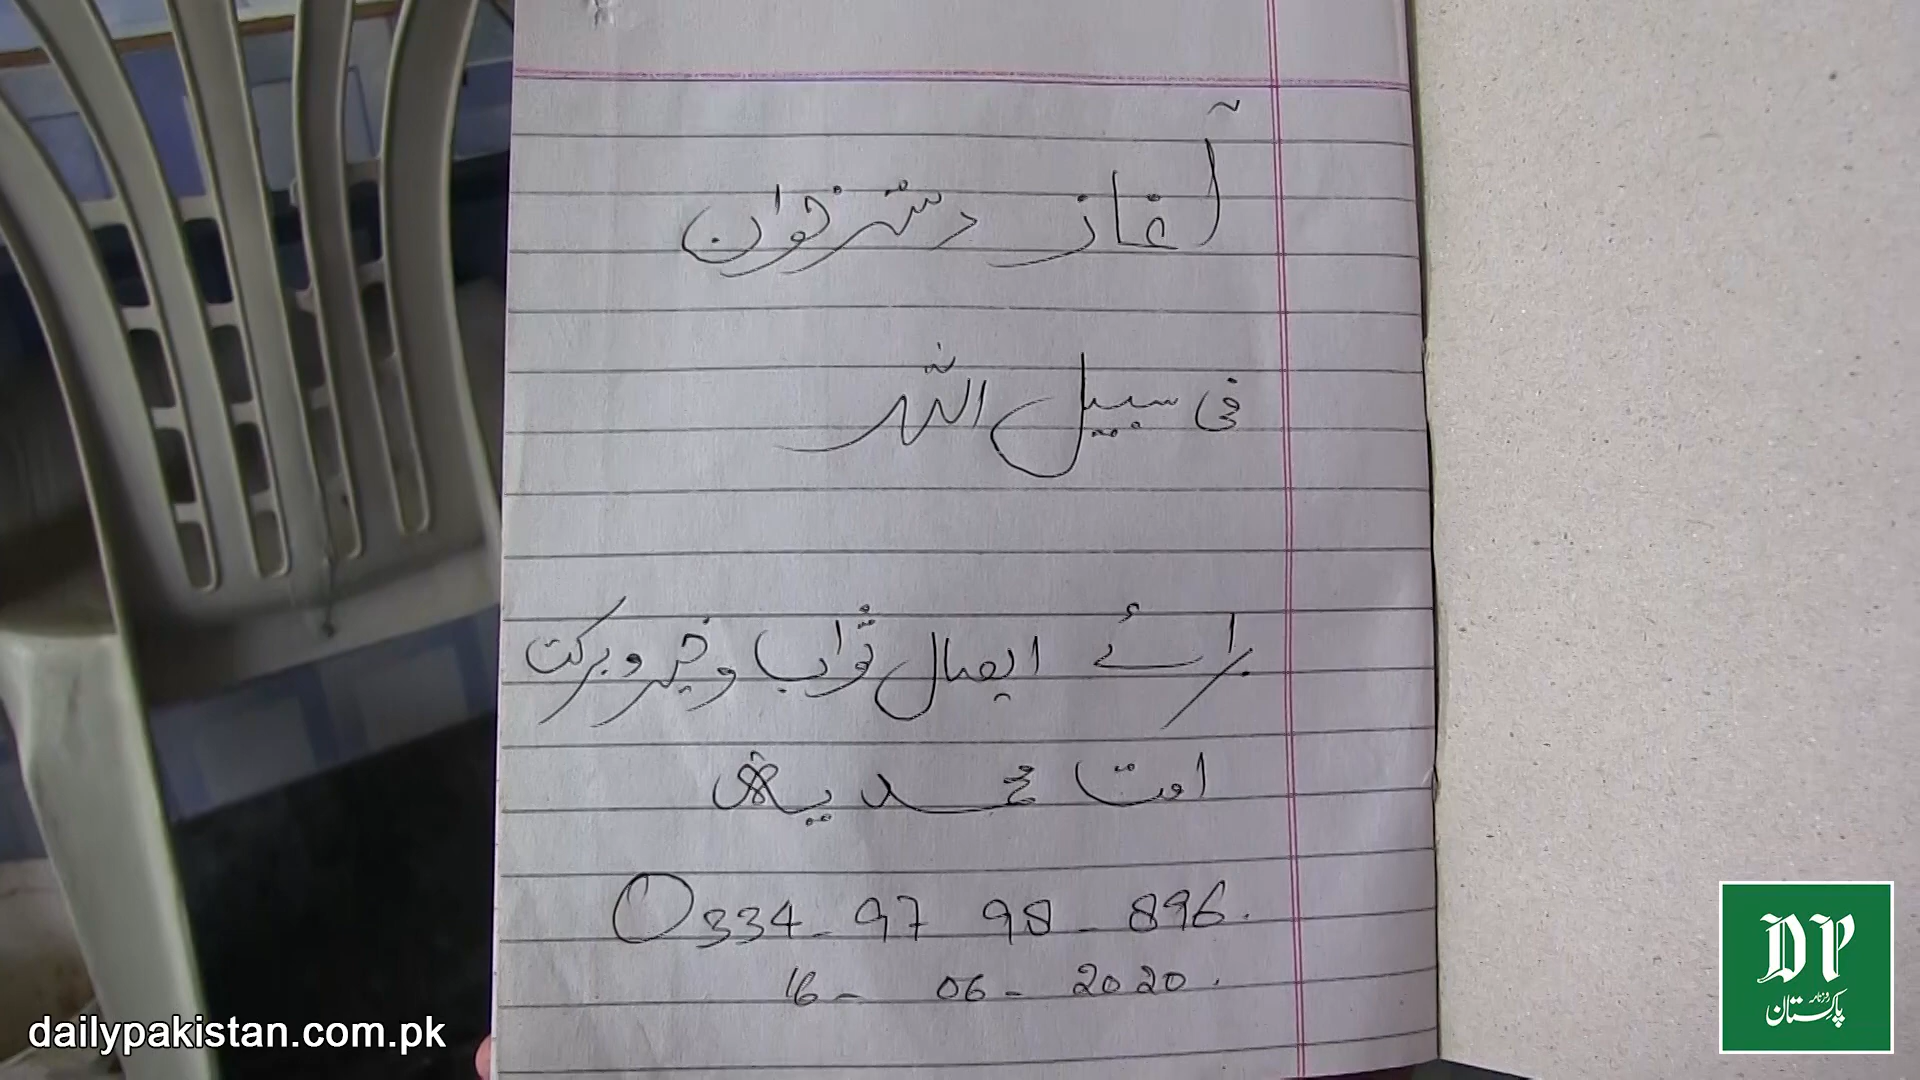 آغاز دسترخوان
فی سبیل اللہ
برائے ایصال ثواب و خیر و برکت
امت محمدیہ ﷺ
0334-97 98-896.
16- 06- 2020.
dailypakistan.com.pk
DP
روزنامہ پاکستان